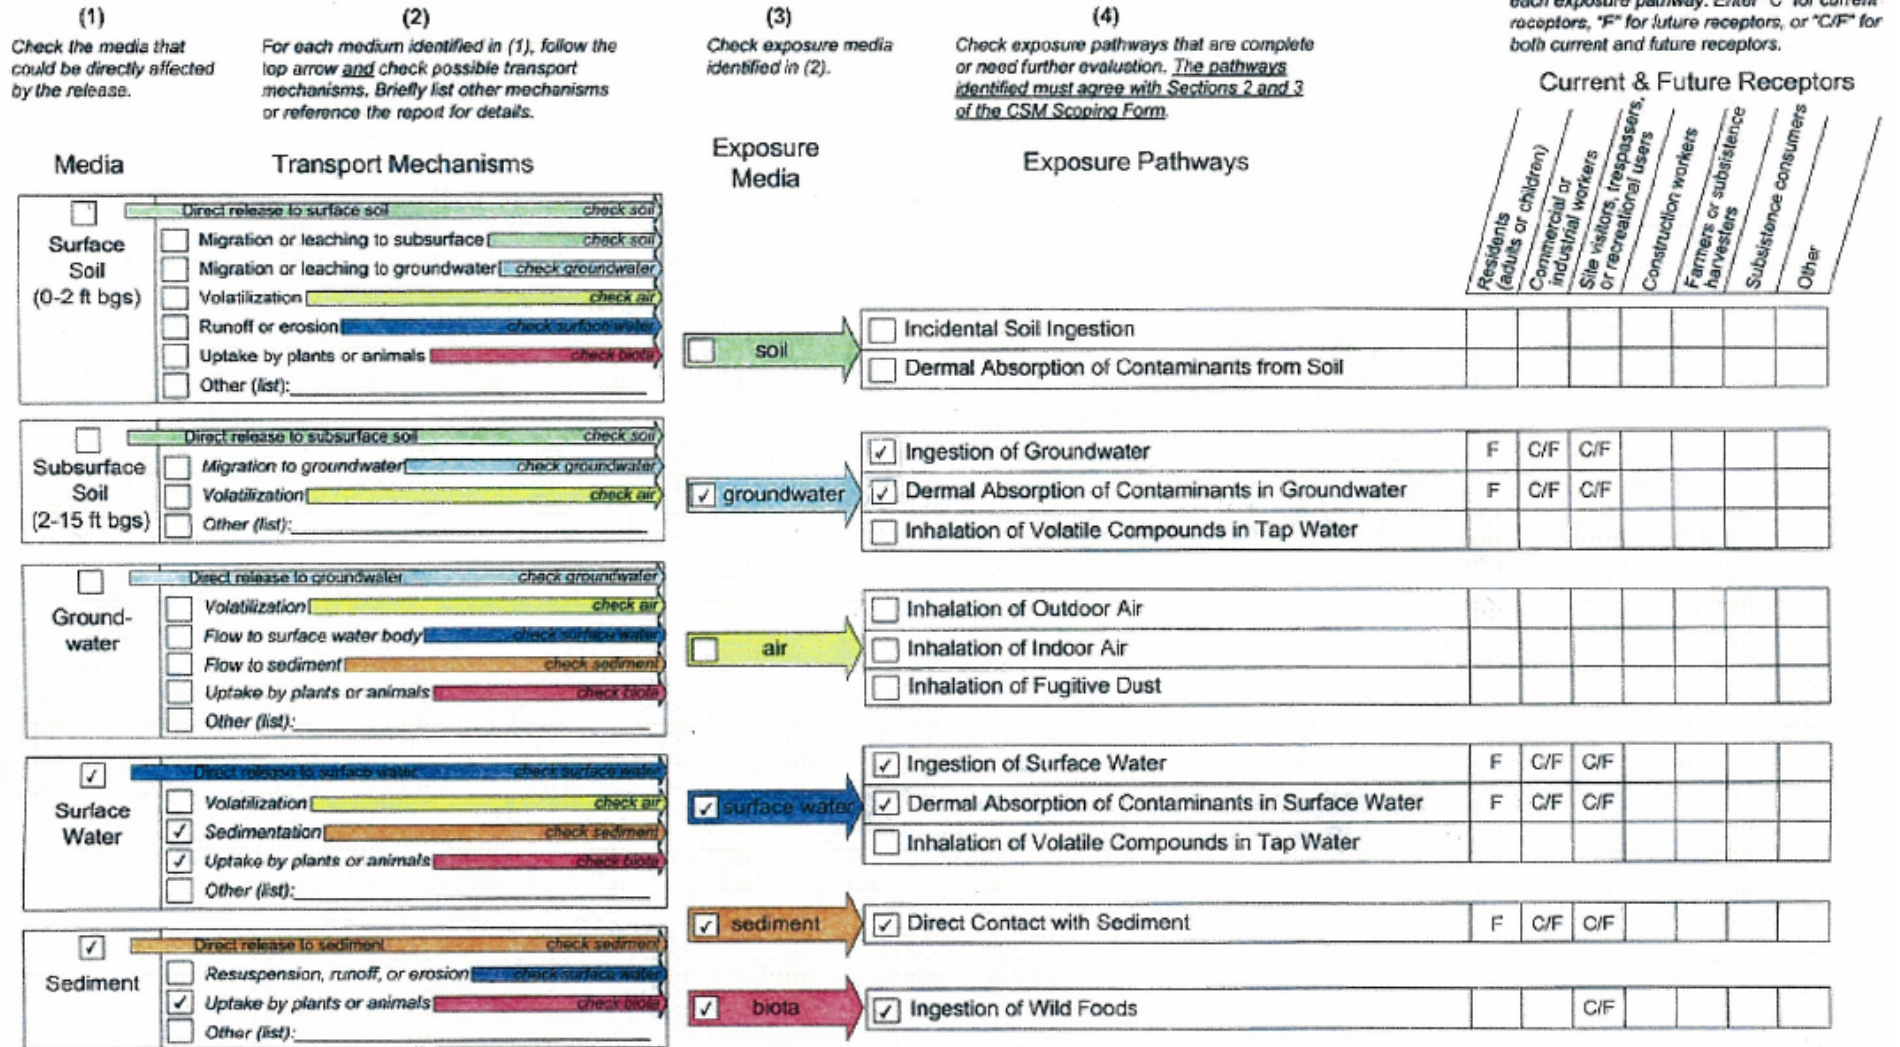 (1)
Check the media that
could be directly affected
by the release.
(2)
For each medium identified in (1), follow the
top arrow and check possible transport
mechanisms. Briefly list other mechanisms
or reference the report for details.
(3)
Check exposure media
identified in (2).
(4)
Check exposure pathways that are complete
or need further evaluation. The pathways
identified must agree with Sections 2 and 3
of the CSM Scoping Form.
each exposure pathway. Enter "C" for current
receptors, "F" for future receptors, or "C/F" for
both current and future receptors.
Current & Future Receptors
Media
Transport Mechanisms
Exposure
Media
Exposure Pathways
Residents
(adults or children)
Commercial or
industrial workers
Site visitors, trespassers,
or recreational users
Construction workers
Farmers or subsistence
harvesters
Subsistence consumers
Other
Surface
Soil
(0-2 ft bgs)
Direct release to surface soil check soil
Migration or leaching to subsurface check soil
Migration or leaching to groundwater check groundwater
Volatilization check air
Runoff or erosion check surface water
Uptake by plants or animals check biota
Other (list):
Subsurface
Soil
(2-15 ft bgs)
Direct release to subsurface soil check soil
Migration to groundwater check groundwater
Volatilization check air
Other (list):
Ground-
water
Direct release to groundwater check groundwater
Volatilization check air
Flow to surface water body check surface water
Flow to sediment check sediment
Uptake by plants or animals check biota
Other (list):
Surface
Water
Direct release to surface water check surface water
Volatilization check air
Sedimentation check sediment
Uptake by plants or animals check biota
Other (list):
Sediment
Direct release to sediment check sediment
Resuspension, runoff, or erosion check surface water
Uptake by plants or animals check biota
Other (list):
soil
Incidental Soil Ingestion
Dermal Absorption of Contaminants from Soil
groundwater
Ingestion of Groundwater F C/F C/F
Dermal Absorption of Contaminants in Groundwater F C/F C/F
Inhalation of Volatile Compounds in Tap Water
air
Inhalation of Outdoor Air
Inhalation of Indoor Air
Inhalation of Fugitive Dust
surface water
Ingestion of Surface Water F C/F C/F
Dermal Absorption of Contaminants in Surface Water F C/F C/F
Inhalation of Volatile Compounds in Tap Water
sediment
Direct Contact with Sediment F C/F C/F
biota
Ingestion of Wild Foods C/F